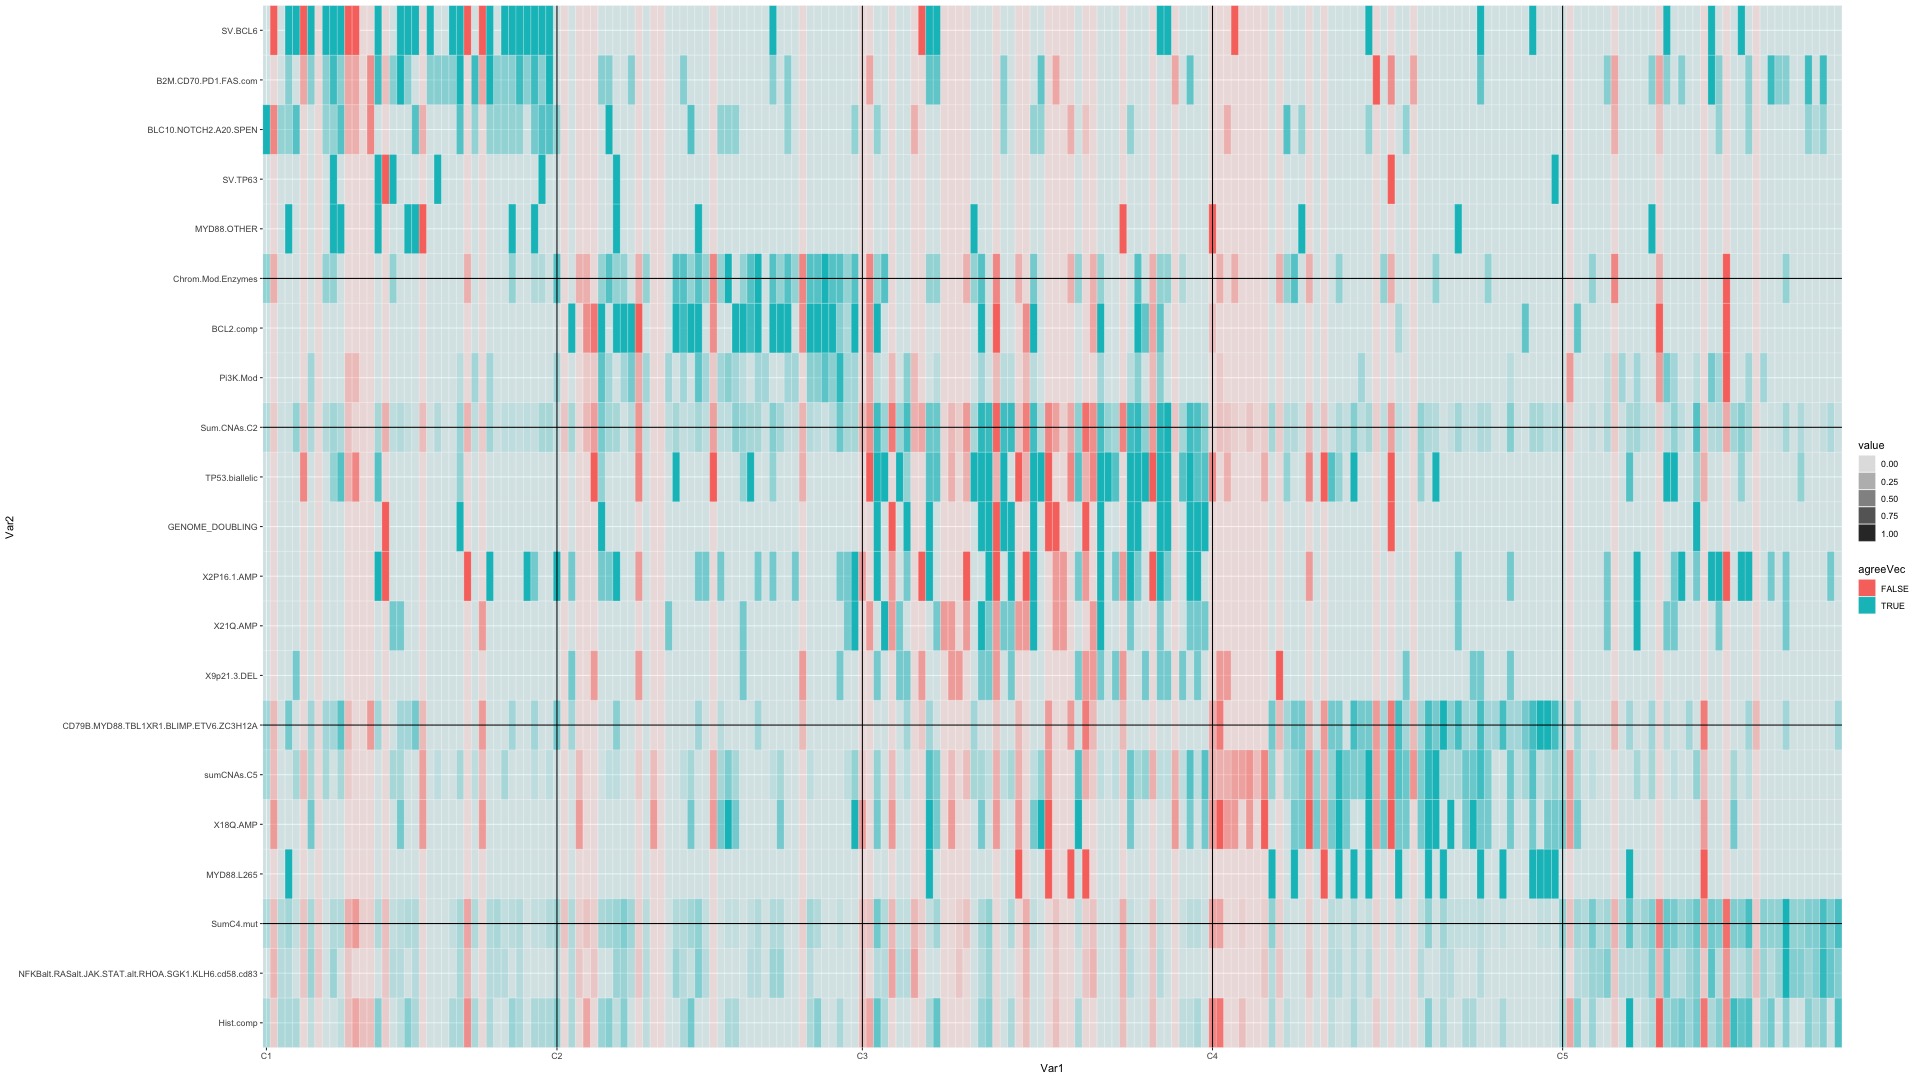 SV.BCL6
B2M.CD70.PD1.FAS.com
BLC10.NOTCH2.A20.SPEN
SV.TP63
MYD88.OTHER
Chrom.Mod.Enzymes
BCL2.comp
Pi3K.Mod
Sum.CNAs.C2
TP53.biallelic
GENOME_DOUBLING
X2P16.1.AMP
X21Q.AMP
X9p21.3.DEL
CD79B.MYD88.TBL1XR1.BLIMP.ETV6.ZC3H12A
sumCNAs.C5
X18Q.AMP
MYD88.L265
SumC4.mut
NFKBalt.RASalt.JAK.STAT.alt.RHOA.SGK1.KLH6.cd58.cd83
Hist.comp
Var2
C1 C2 C3 C4 C5
Var1
value
0.00
0.25
0.50
0.75
1.00
agreeVec
FALSE
TRUE